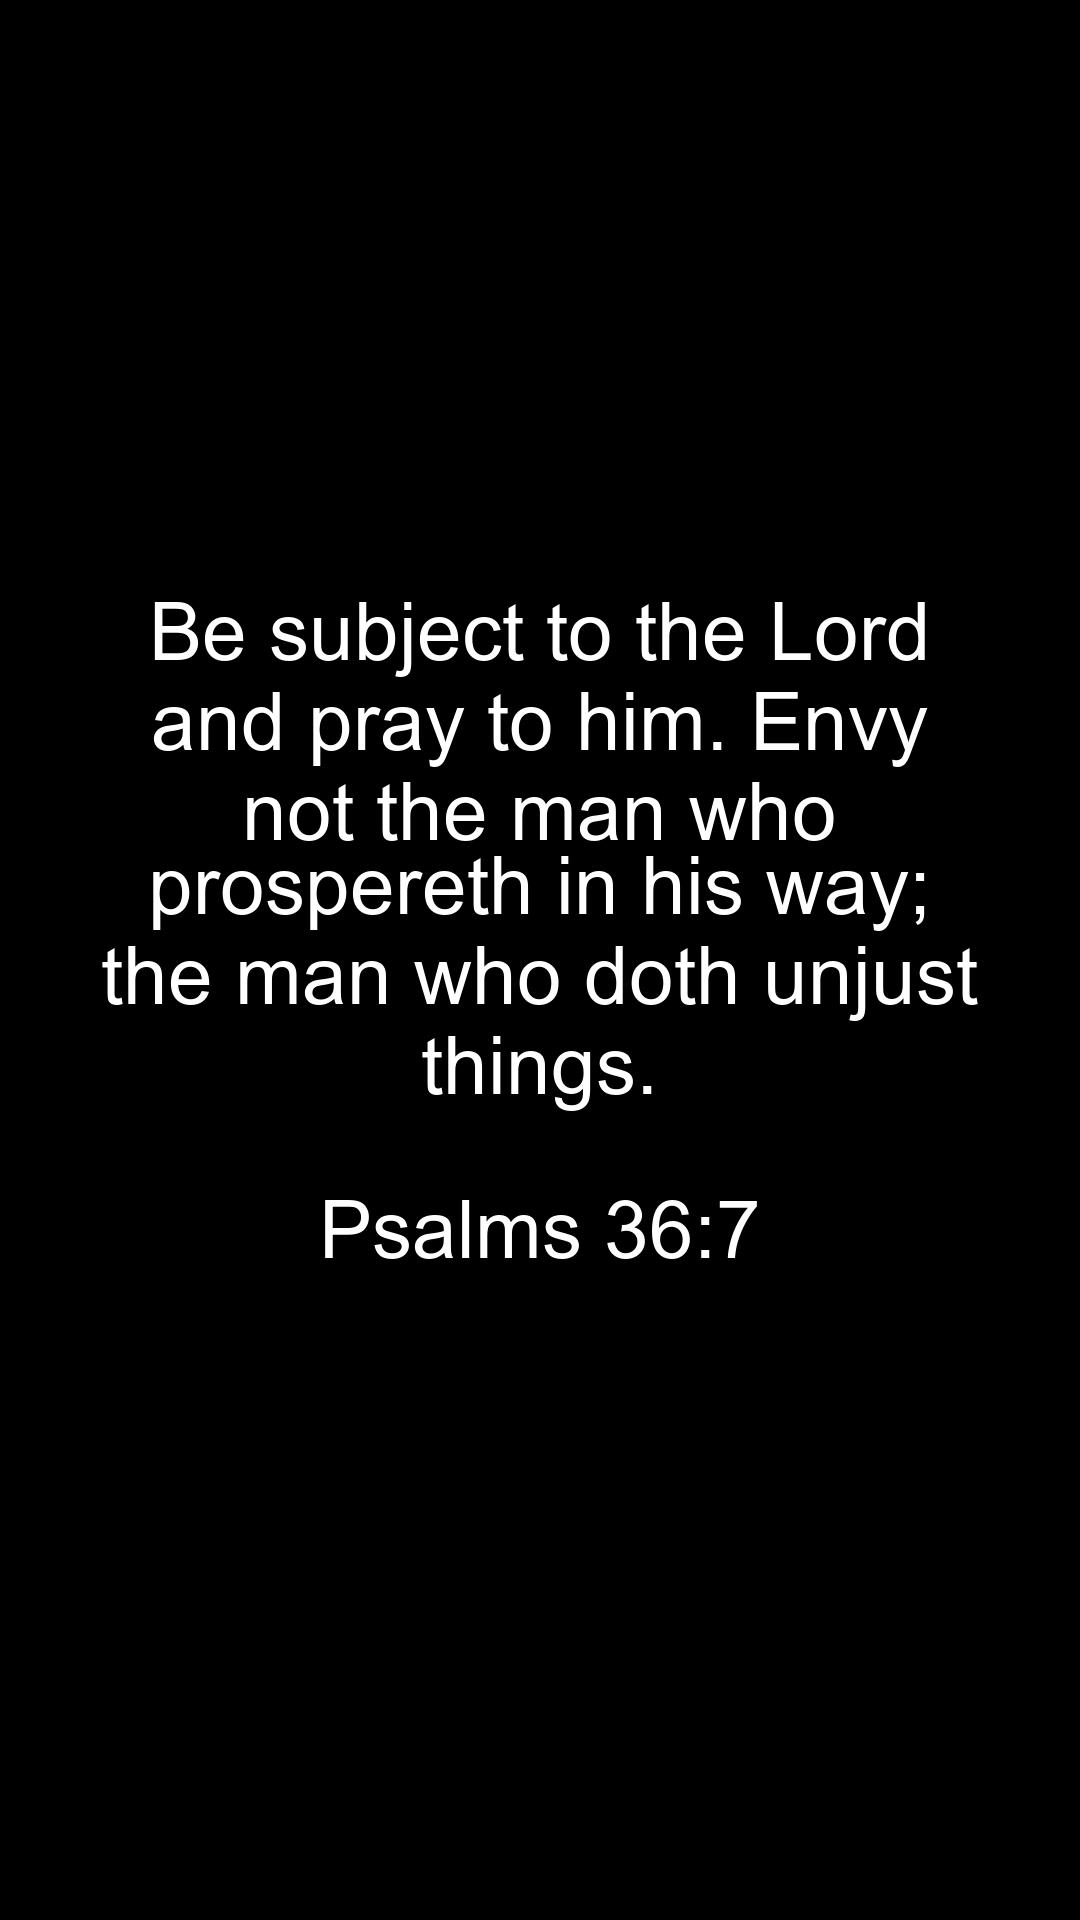 Be subject to the Lord
and pray to him. Envy
not the man who
prospereth in his way;
the man who doth unjust
things.
Psalms 36:7